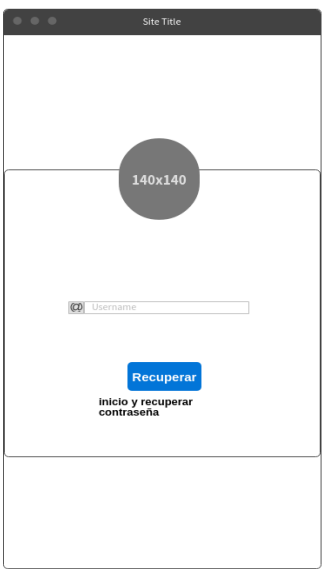 Site Title
140x140
@ Username
Recuperar
inicio y recuperar
contraseña